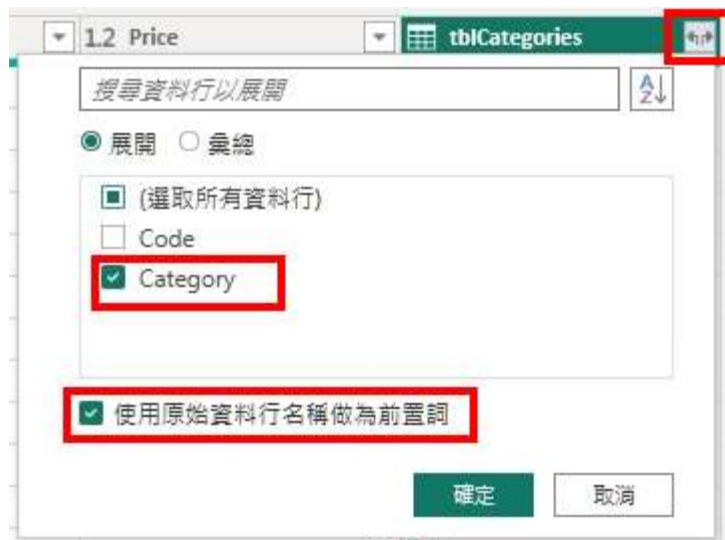 1.2 Price tblCategories
搜尋資料行以展開
展開 彙總
(選取所有資料行)
Code
Category
使用原始資料行名稱做為前置詞
確定 取消